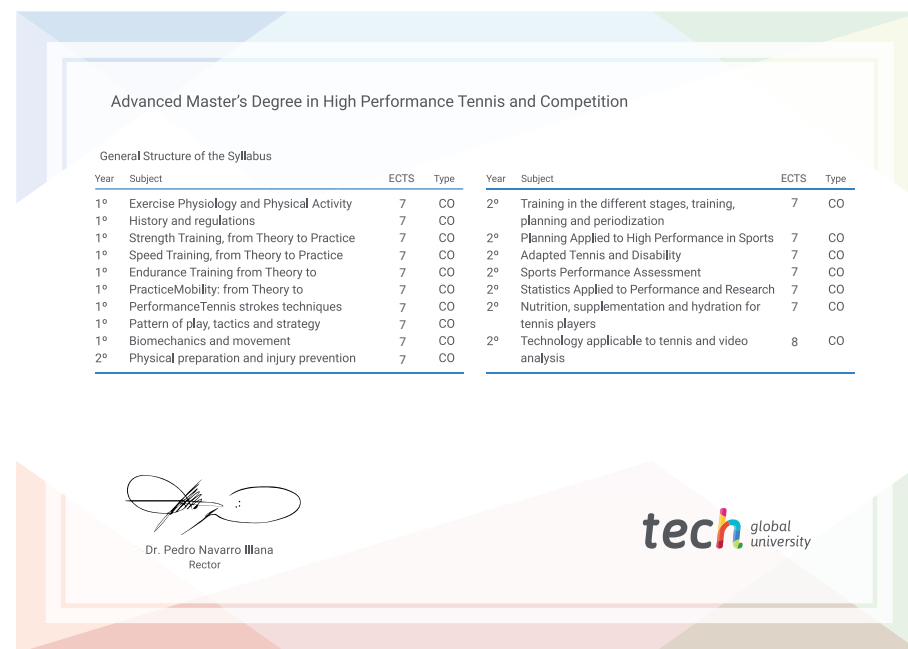 Advanced Master's Degree in High Performance Tennis and Competition
General Structure of the Syllabus
Year Subject ECTS Type
1º Exercise Physiology and Physical Activity 7 CO
1º History and regulations 7 CO
1º Strength Training, from Theory to Practice 7 CO
1º Speed Training, from Theory to Practice 7 CO
1º Endurance Training from Theory to 7 CO
1º PracticeMobility: from Theory to 7 CO
1º PerformanceTennis strokes techniques 7 CO
1º Pattern of play, tactics and strategy 7 CO
1º Biomechanics and movement 7 CO
2º Physical preparation and injury prevention 7 CO
Year Subject ECTS Type
2º Training in the different stages, training, 7 CO
planning and periodization
2º Planning Applied to High Performance in Sports 7 CO
2º Adapted Tennis and Disability 7 CO
2º Sports Performance Assessment 7 CO
2º Statistics Applied to Performance and Research 7 CO
2º Nutrition, supplementation and hydration for 7 CO
tennis players
2º Technology applicable to tennis and video 8 CO
analysis
Dr. Pedro Navarro Illana
Rector
tech global
university